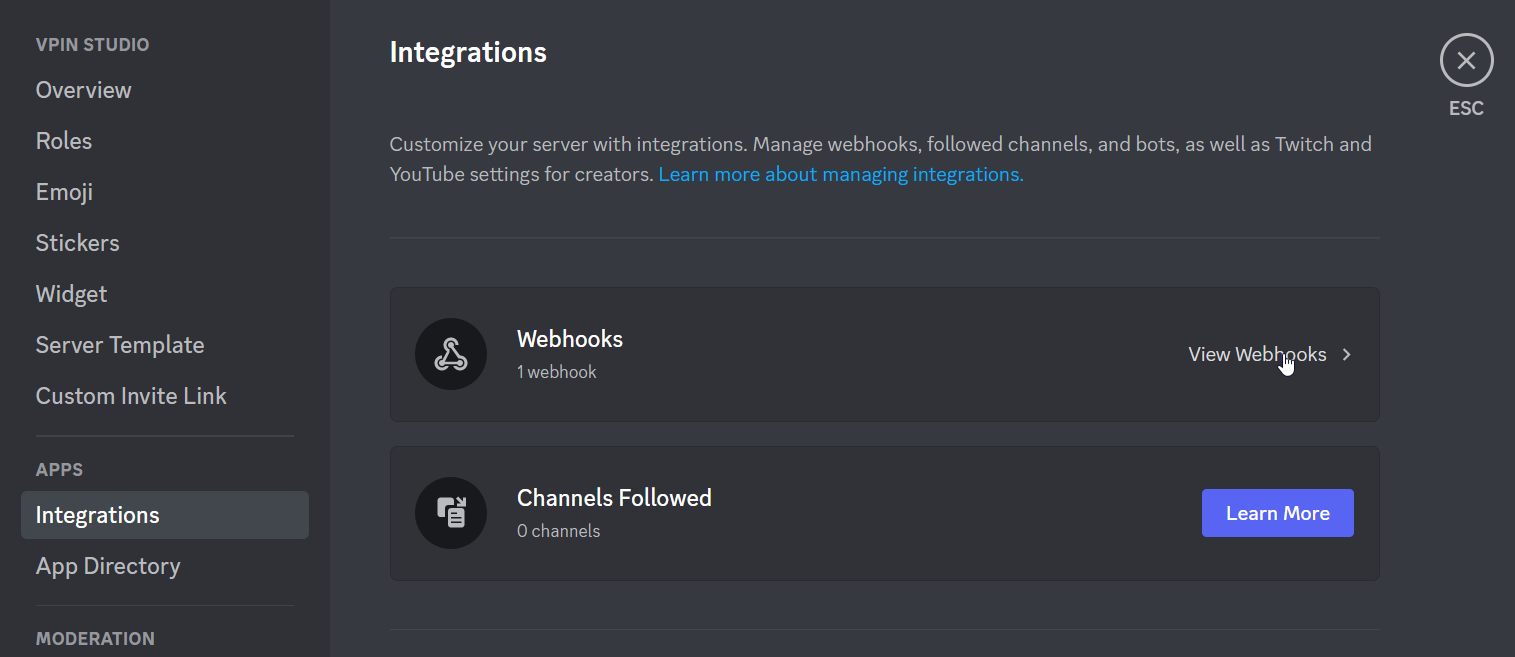 VPIN STUDIO
Overview
Roles
Emoji
Stickers
Widget
Server Template
Custom Invite Link
APPS
Integrations
App Directory
MODERATION
Integrations
Customize your server with integrations. Manage webhooks, followed channels, and bots, as well as Twitch and
YouTube settings for creators. Learn more about managing integrations.
Webhooks
1 webhook
View Webhooks
Channels Followed
0 channels
Learn More
ESC